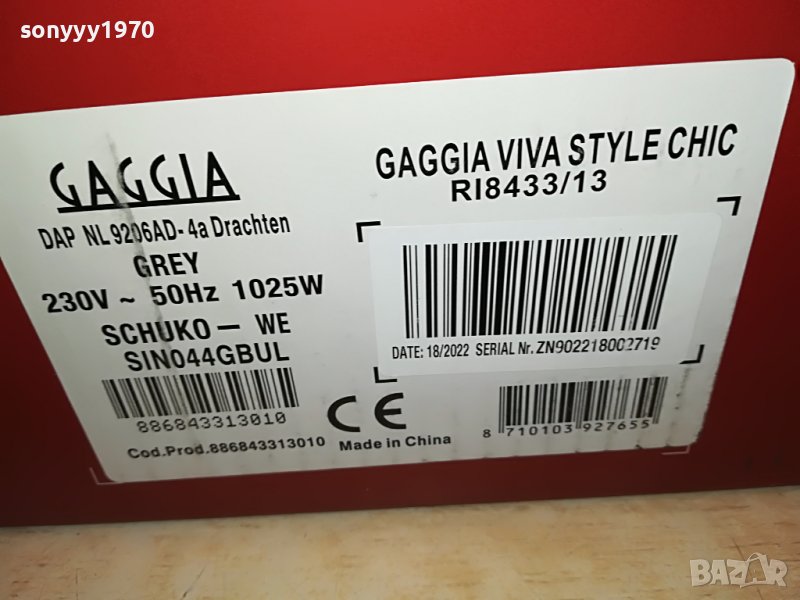 sonyyy1970
GAGGIA
DAP NL 9206AD-4a Drachten
GREY
230V ~ 50Hz 1025W
SCHUKO — WE
SIN044GBUL
886843313010
Cod.Prod.886843313010
GAGGIA VIVA STYLE CHIC
RI8433/13
DATE: 18/2022 SERIAL Nr. ZN902218002719
CE
Made in China
8 710103 927655
BAZAR